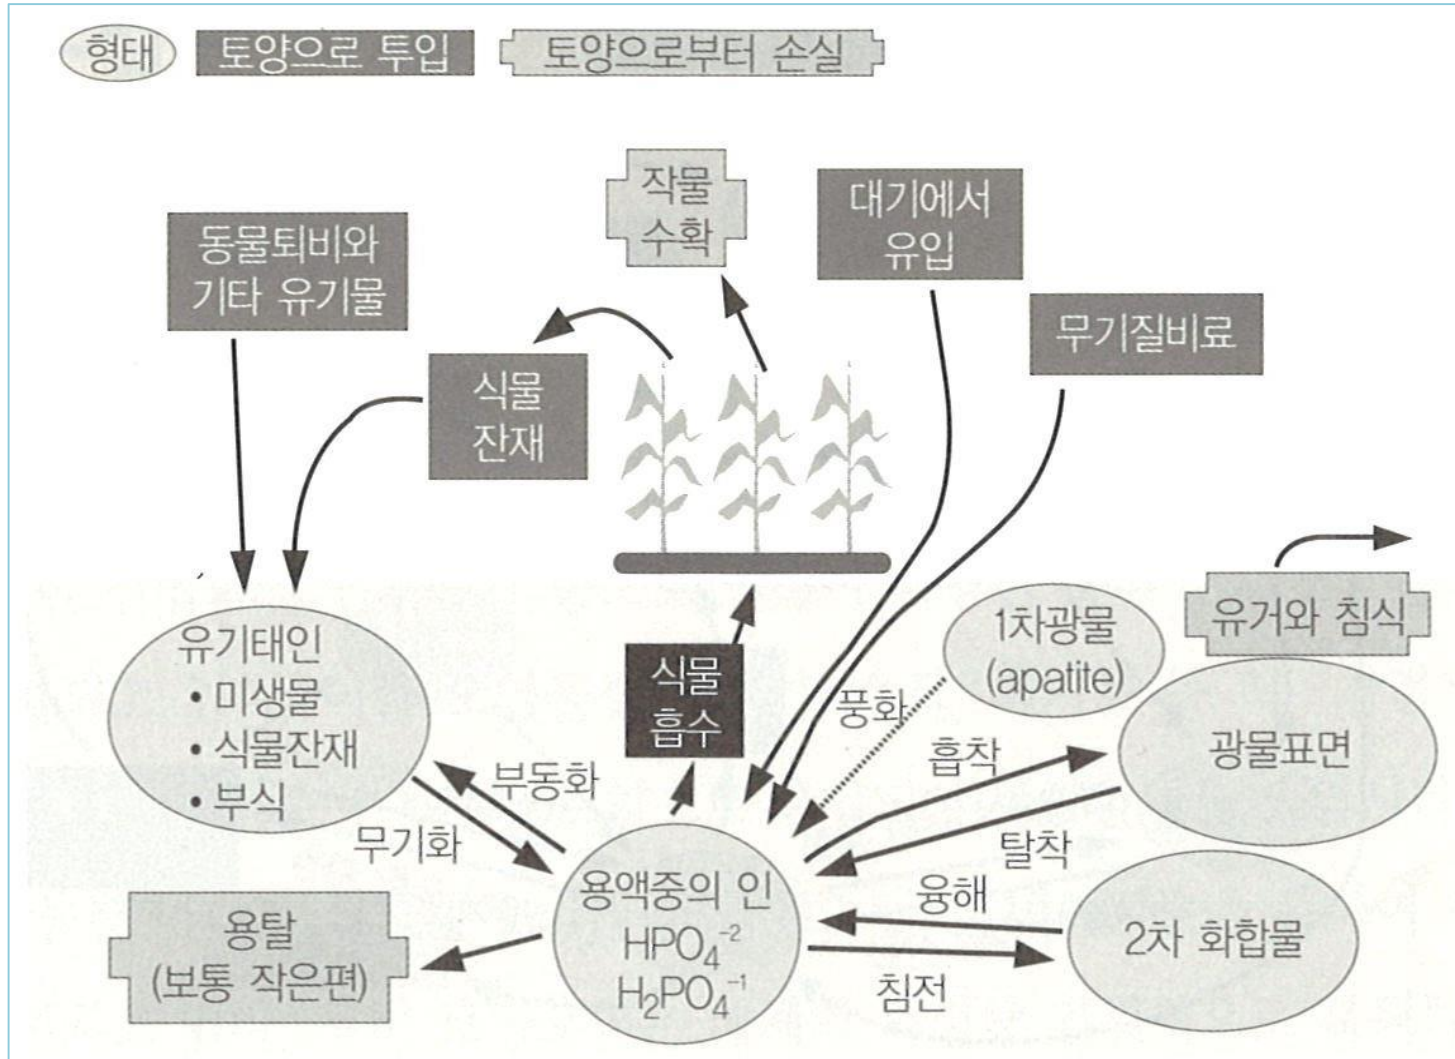 형태
토양으로 투입
토양으로부터 손실
작물
수확
대기에서
유입
동물퇴비와
기타 유기물
무기질비료
식물
잔재
유거와 침식
1차광물
(apatite)
유기태인
• 미생물
• 식물잔재
• 부식
식물
흡수
풍화
흡착
광물표면
부동화
무기화
탈착
용액중의 인
HPO₄⁻²
H₂PO₄⁻¹
융해
2차 화합물
침전
용탈
(보통 작은편)